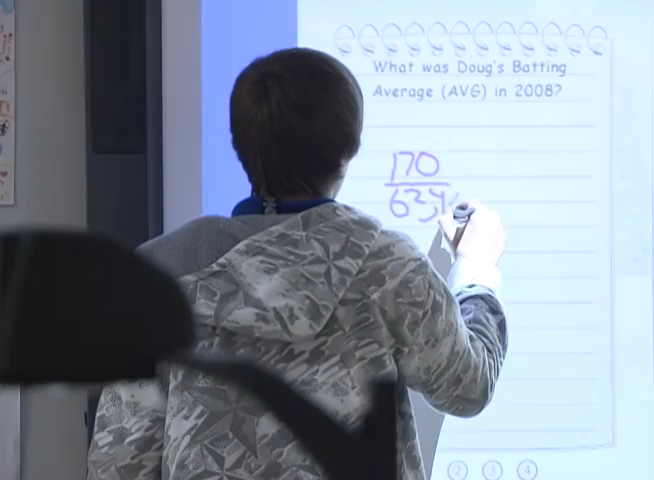 What was Doug's Batting
Average (AVG) in 2008?
170
② ③ ④